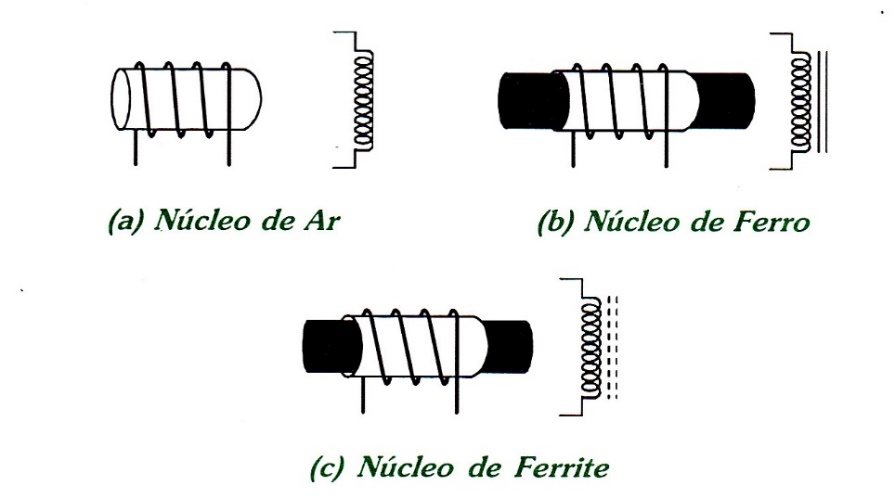 (a) Núcleo de Ar
(b) Núcleo de Ferro
(c) Núcleo de Ferrite